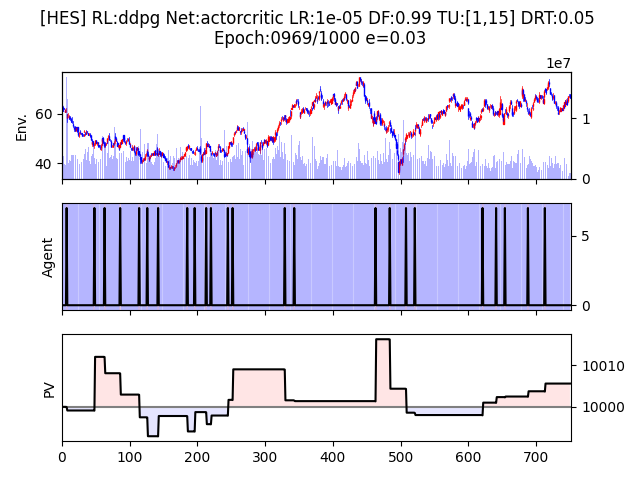 [HES] RL:ddpg Net:actorcritic LR:1e-05 DF:0.99 TU:[1,15] DRT:0.05
Epoch:0969/1000 e=0.03
1e7
Env.
60
40
1
0
Agent
5
0
PV
10010
10000
0 100 200 300 400 500 600 700